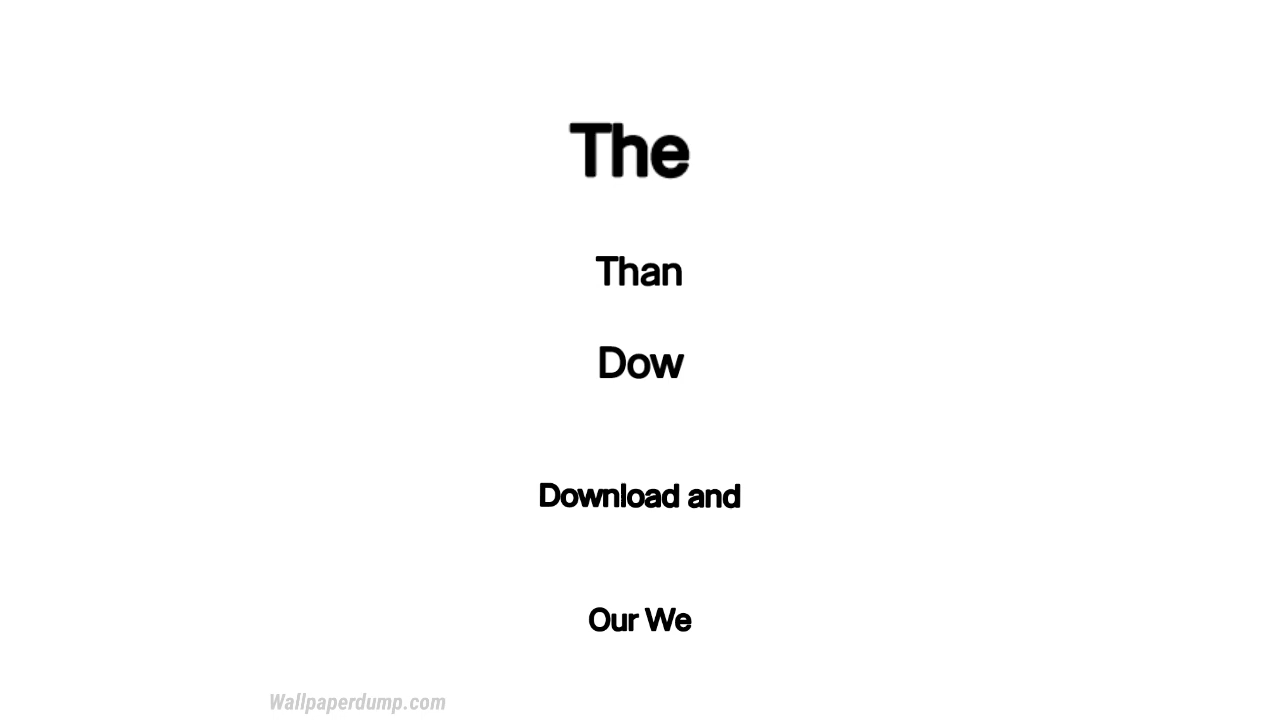 The
Than
Dow
Download and
Our We
Wallpaperdump.com